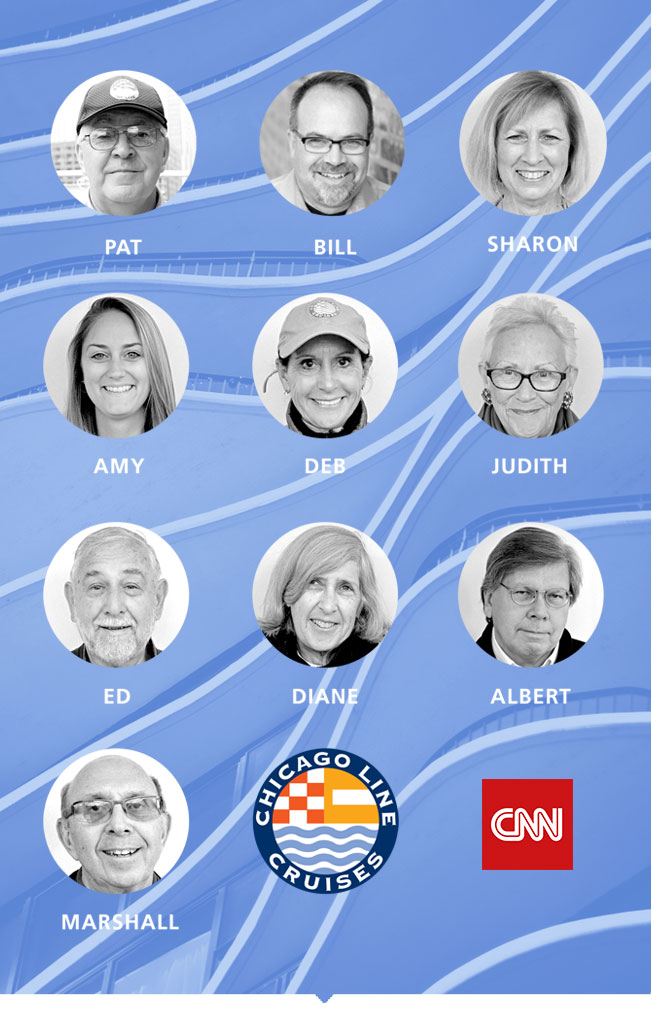 PAT
BILL
SHARON
AMY
DEB
JUDITH
ED
DIANE
ALBERT
MARSHALL
CHICAGO LINE
CRUISES
CNN